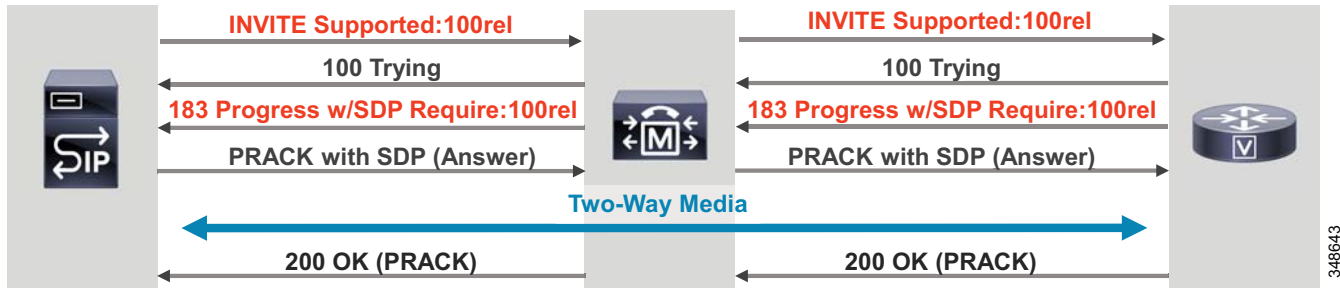 INVITE Supported:100rel
INVITE Supported:100rel
100 Trying
100 Trying
183 Progress w/SDP Require:100rel
183 Progress w/SDP Require:100rel
SIP
M
V
PRACK with SDP (Answer)
PRACK with SDP (Answer)
Two-Way Media
200 OK (PRACK)
200 OK (PRACK)
348643